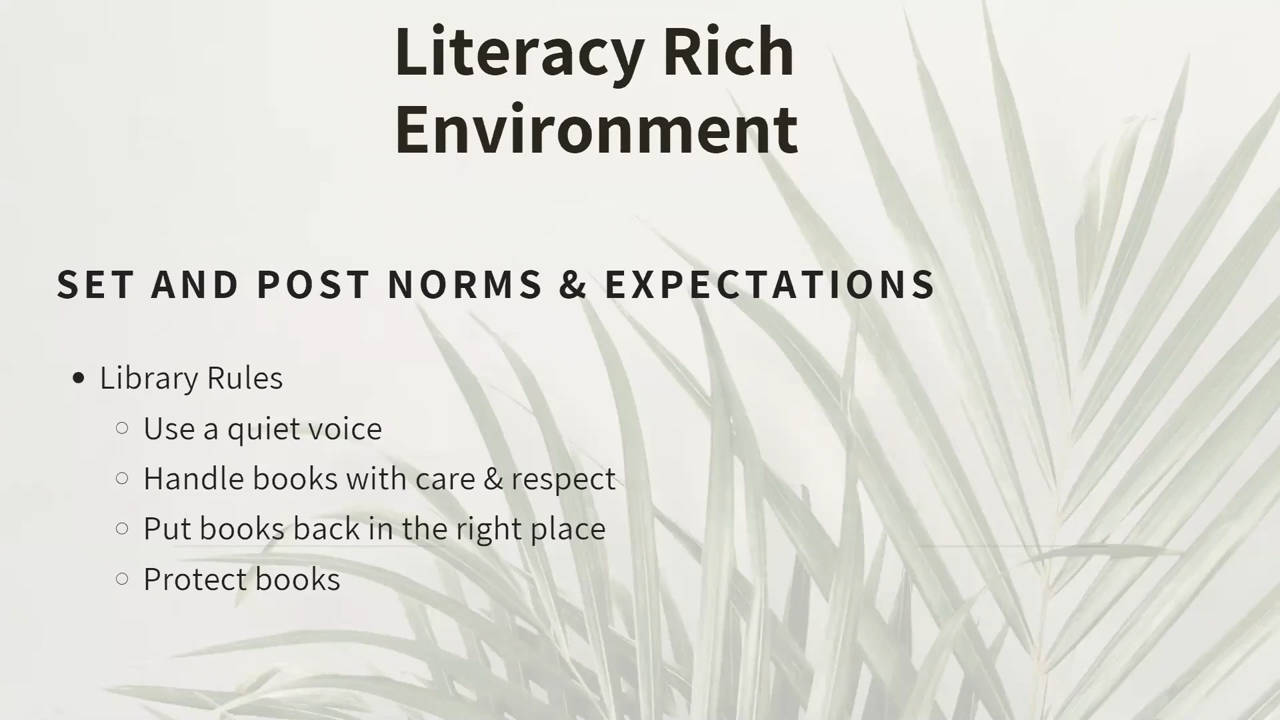 Literacy Rich
Environment
SET AND POST NORMS & EXPECTATIONS
• Library Rules
○ Use a quiet voice
○ Handle books with care & respect
○ Put books back in the right place
○ Protect books